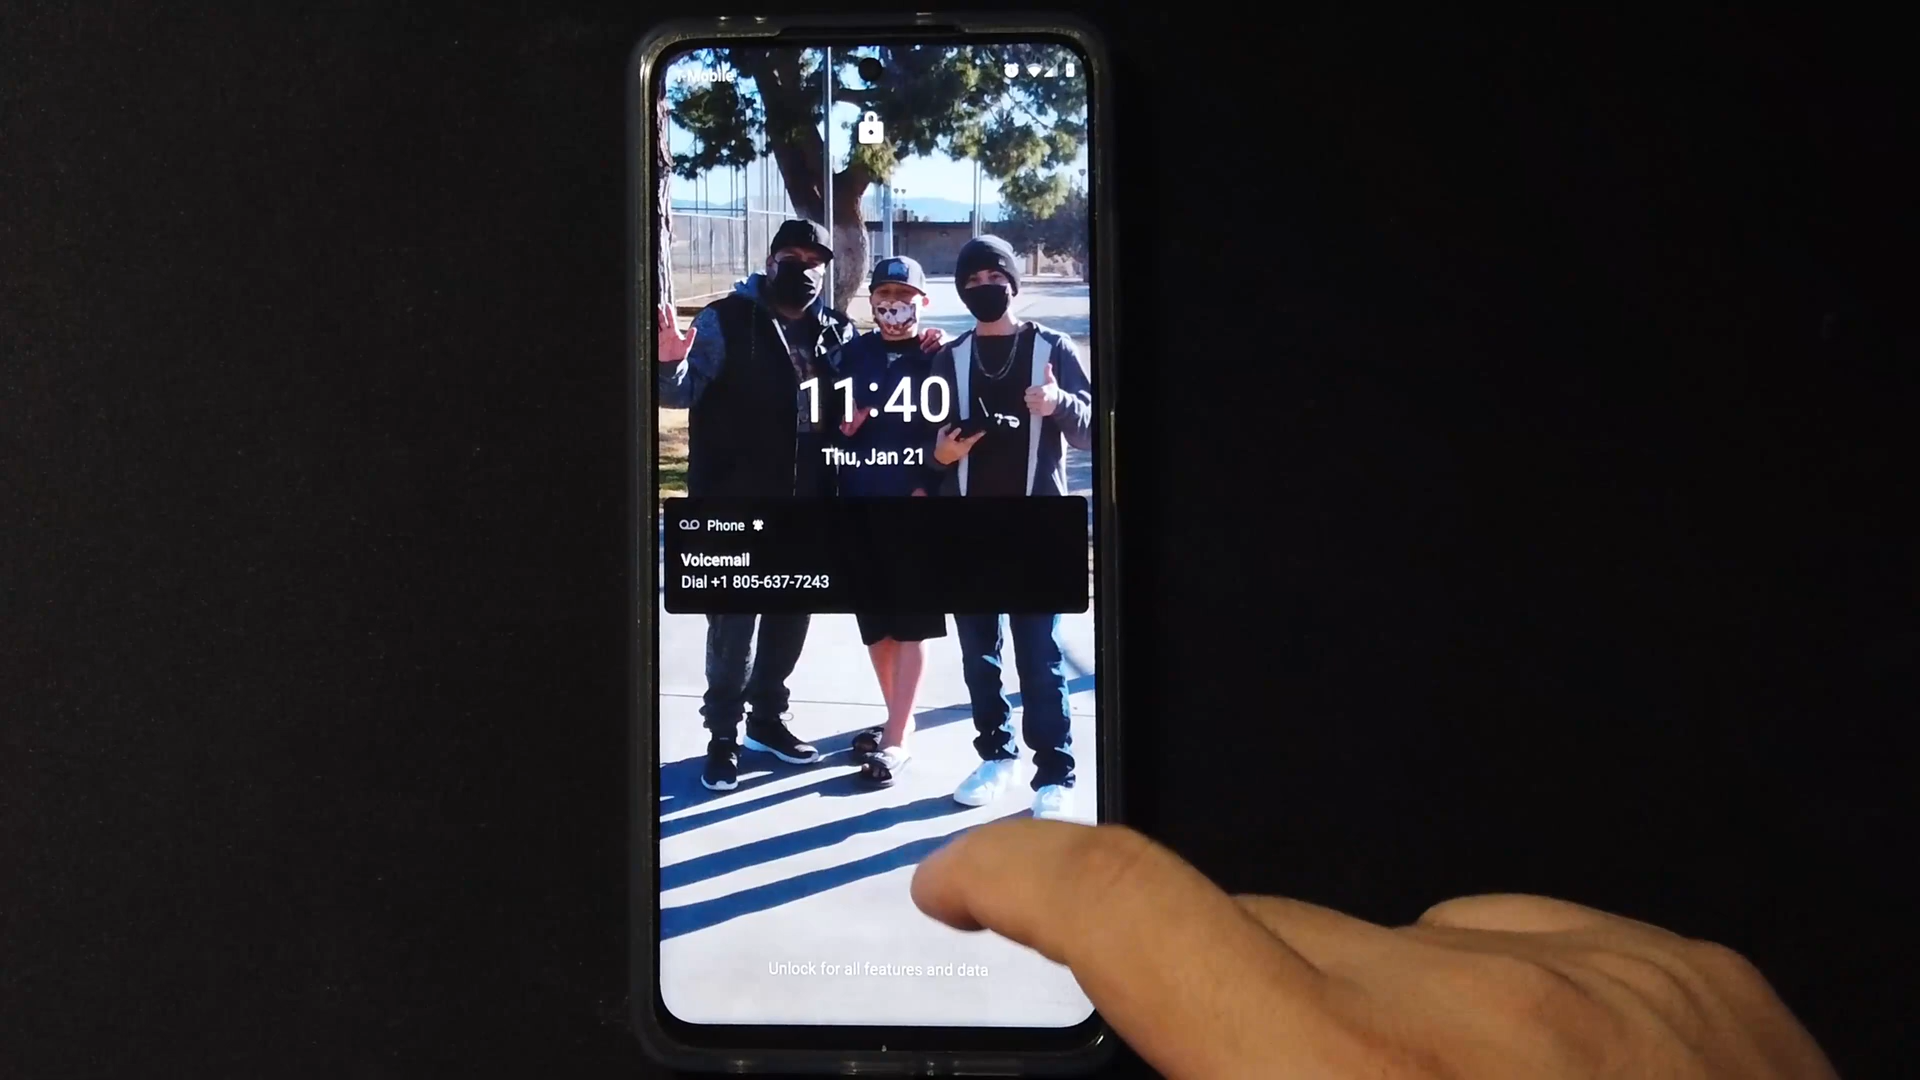 T-Mobile
11:40
Thu, Jan 21
Phone
Voicemail
Dial +1 805-637-7243
Unlock for all features and data